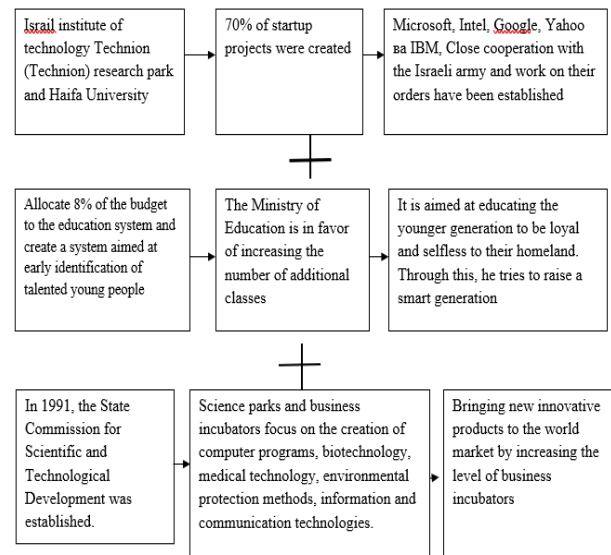 Israil institute of
technology Technion
(Technion) research park
and Haifa University
70% of startup
projects were created
Microsoft, Intel, Google, Yahoo
ва IBM, Close cooperation with
the Israeli army and work on their
orders have been established
Allocate 8% of the budget
to the education system and
create a system aimed at
early identification of
talented young people
The Ministry of
Education is in favor
of increasing the
number of additional
classes
It is aimed at educating the
younger generation to be loyal
and selfless to their homeland.
Through this, he tries to raise a
smart generation
In 1991, the State
Commission for
Scientific and
Technological
Development was
established.
Science parks and business
incubators focus on the creation of
computer programs, biotechnology,
medical technology, environmental
protection methods, information and
communication technologies.
Bringing new innovative
products to the world
market by increasing the
level of business
incubators